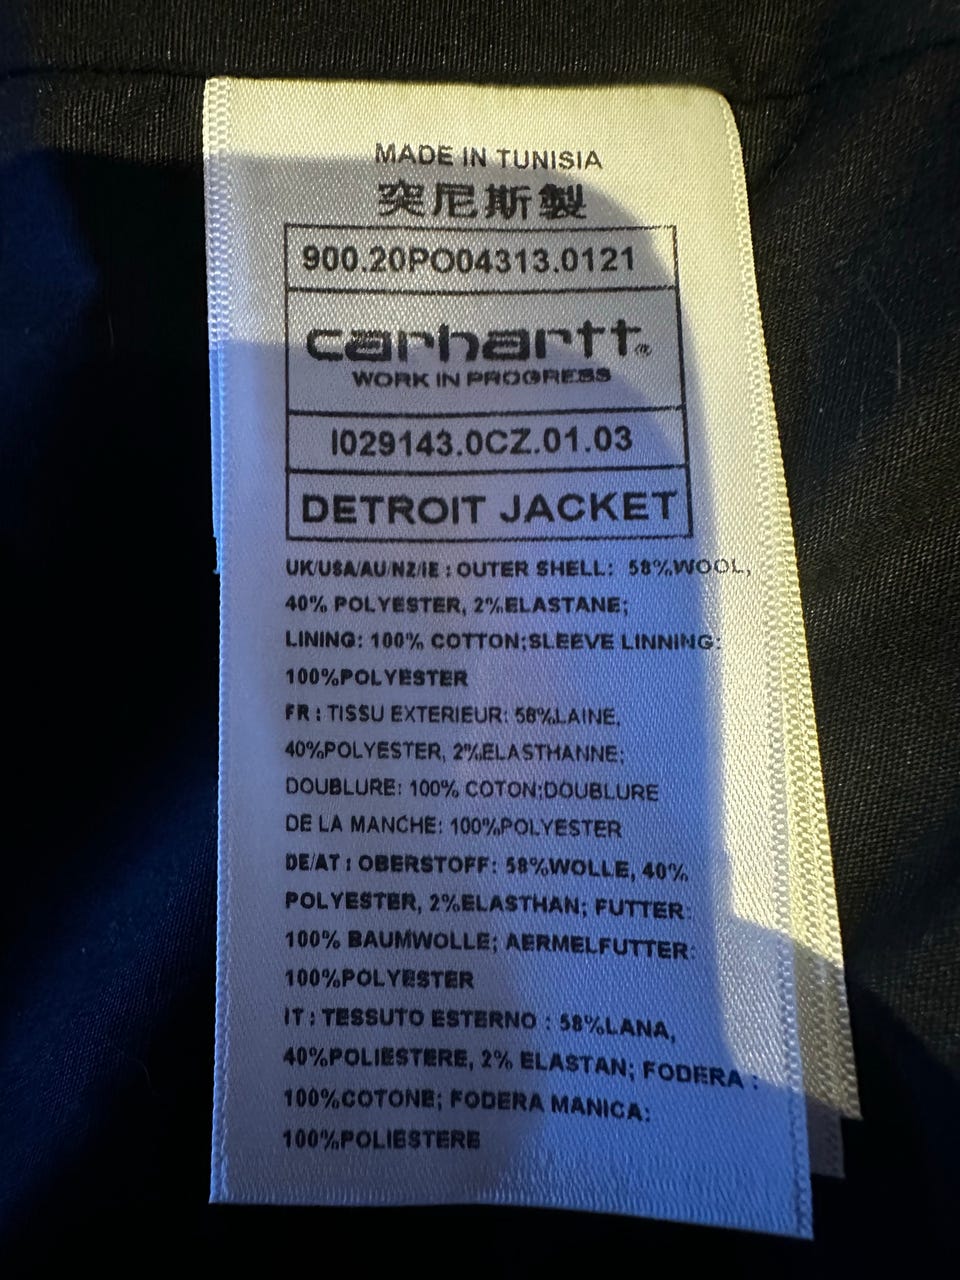 MADE IN TUNISIA
突尼斯製
900.20PO04313.0121
carhartt®
WORK IN PROGRESS
I029143.0CZ.01.03
DETROIT JACKET
UK/USA/AU/NZ/IE : OUTER SHELL: 58%WOOL,
40% POLYESTER, 2%ELASTANE;
LINING: 100% COTTON;SLEEVE LINNING:
100%POLYESTER
FR : TISSU EXTERIEUR: 58%LAINE,
40%POLYESTER, 2%ELASTHANNE;
DOUBLURE: 100% COTON;DOUBLURE
DE LA MANCHE: 100%POLYESTER
DE/AT : OBERSTOFF: 58%WOLLE, 40%
POLYESTER, 2%ELASTHAN; FUTTER:
100% BAUMWOLLE; AERMELFUTTER:
100%POLYESTER
IT : TESSUTO ESTERNO : 58%LANA,
40%POLIESTERE, 2% ELASTAN; FODERA :
100%COTONE; FODERA MANICA:
100%POLIESTERE